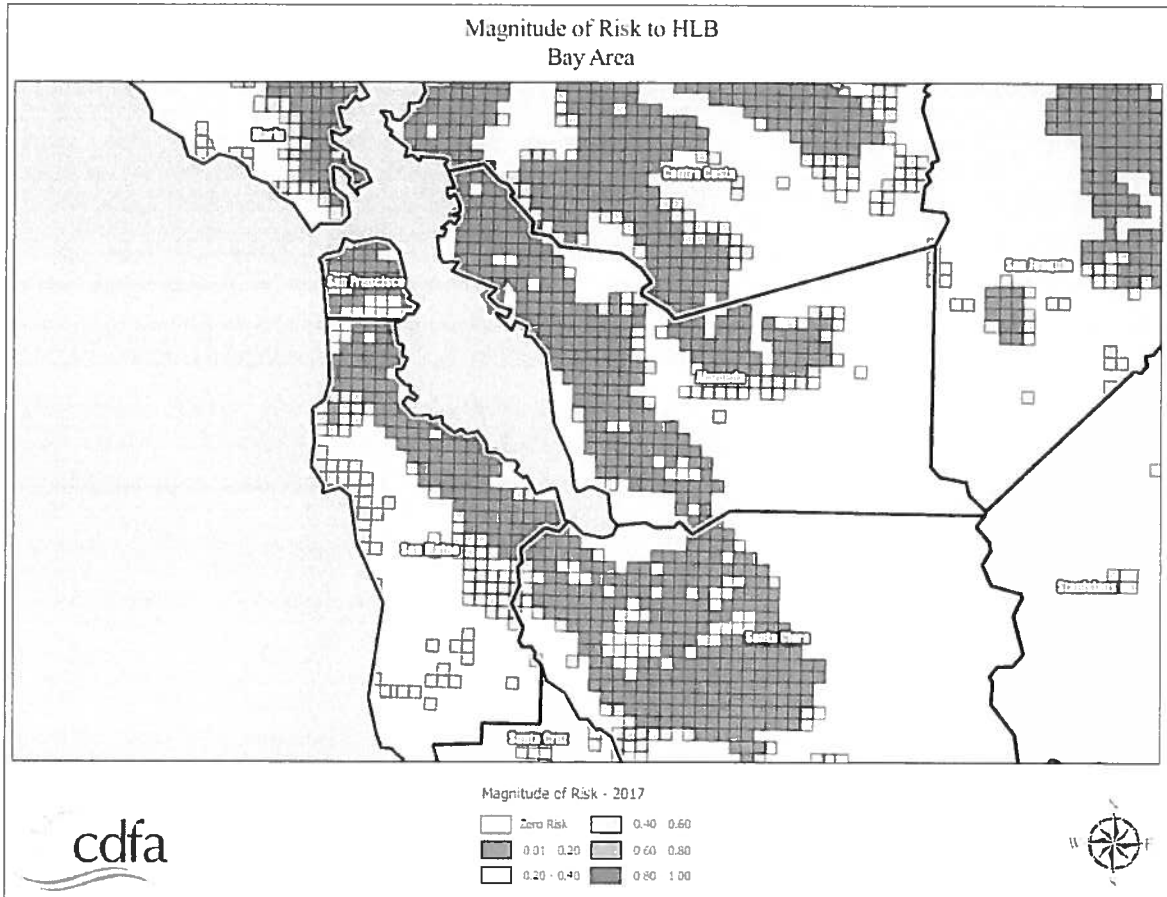 Magnitude of Risk to HLB
Bay Area
Contra Costa
San Francisco
San Joaquin
Alameda
San Mateo
Santa Clara
Santa Cruz
Magnitude of Risk - 2017
Zero Risk
0.40 0.60
0.01 0.20
0.60 0.80
0.20 - 0.40
0.80 1.00
cdfa
W